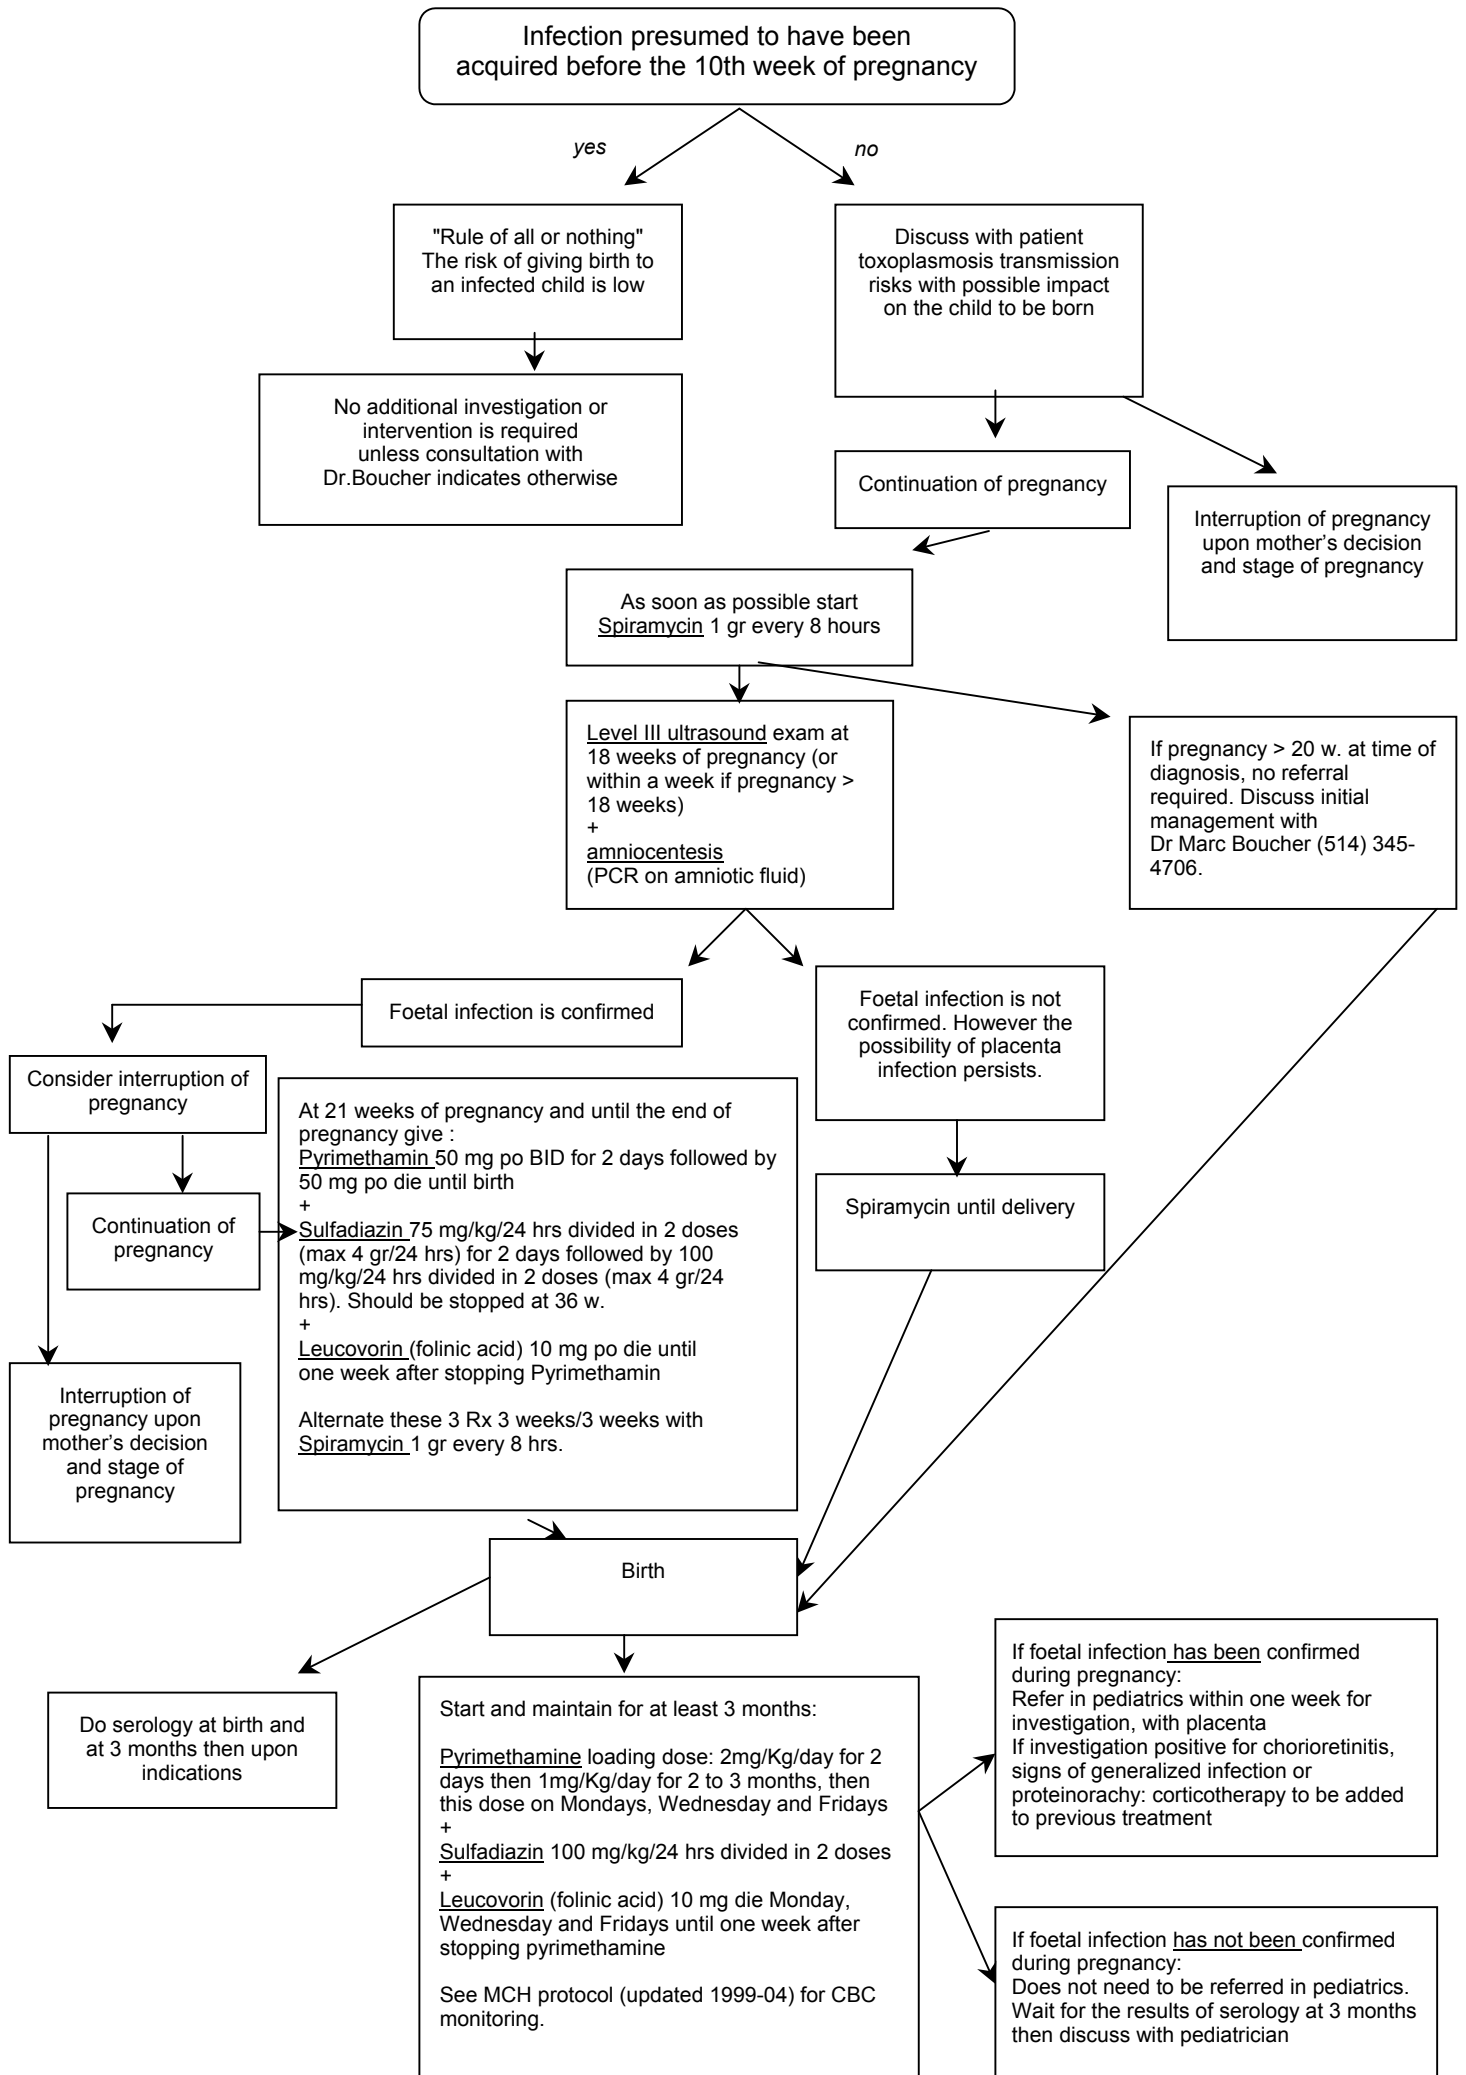 Infection presumed to have been
acquired before the 10th week of pregnancy
yes
no
"Rule of all or nothing"
The risk of giving birth to
an infected child is low
Discuss with patient
toxoplasmosis transmission
risks with possible impact
on the child to be born
No additional investigation or
intervention is required
unless consultation with
Dr.Boucher indicates otherwise
Continuation of pregnancy
Interruption of pregnancy
upon mother's decision
and stage of pregnancy
As soon as possible start
Spiramycin 1 gr every 8 hours
Level III ultrasound exam at
18 weeks of pregnancy (or
within a week if pregnancy >
18 weeks)
+
amniocentesis
(PCR on amniotic fluid)
If pregnancy > 20 w. at time of
diagnosis, no referral
required. Discuss initial
management with
Dr Marc Boucher (514) 345-
4706.
Foetal infection is confirmed
Foetal infection is not
confirmed. However the
possibility of placenta
infection persists.
Consider interruption of
pregnancy
At 21 weeks of pregnancy and until the end of
pregnancy give :
Pyrimethamin 50 mg po BID for 2 days followed by
50 mg po die until birth
+
Sulfadiazin 75 mg/kg/24 hrs divided in 2 doses
(max 4 gr/24 hrs) for 2 days followed by 100
mg/kg/24 hrs divided in 2 doses (max 4 gr/24
hrs). Should be stopped at 36 w.
+
Leucovorin (folinic acid) 10 mg po die until
one week after stopping Pyrimethamin
Alternate these 3 Rx 3 weeks/3 weeks with
Spiramycin 1 gr every 8 hrs.
Continuation of
pregnancy
Spiramycin until delivery
Interruption of
pregnancy upon
mother's decision
and stage of
pregnancy
Birth
Do serology at birth and
at 3 months then upon
indications
Start and maintain for at least 3 months:
Pyrimethamine loading dose: 2mg/Kg/day for 2
days then 1mg/Kg/day for 2 to 3 months, then
this dose on Mondays, Wednesday and Fridays
+
Sulfadiazin 100 mg/kg/24 hrs divided in 2 doses
+
Leucovorin (folinic acid) 10 mg die Monday,
Wednesday and Fridays until one week after
stopping pyrimethamine
See MCH protocol (updated 1999-04) for CBC
monitoring.
If foetal infection has been confirmed
during pregnancy:
Refer in pediatrics within one week for
investigation, with placenta
If investigation positive for chorioretinitis,
signs of generalized infection or
proteinorachy: corticotherapy to be added
to previous treatment
If foetal infection has not been confirmed
during pregnancy:
Does not need to be referred in pediatrics.
Wait for the results of serology at 3 months
then discuss with pediatrician